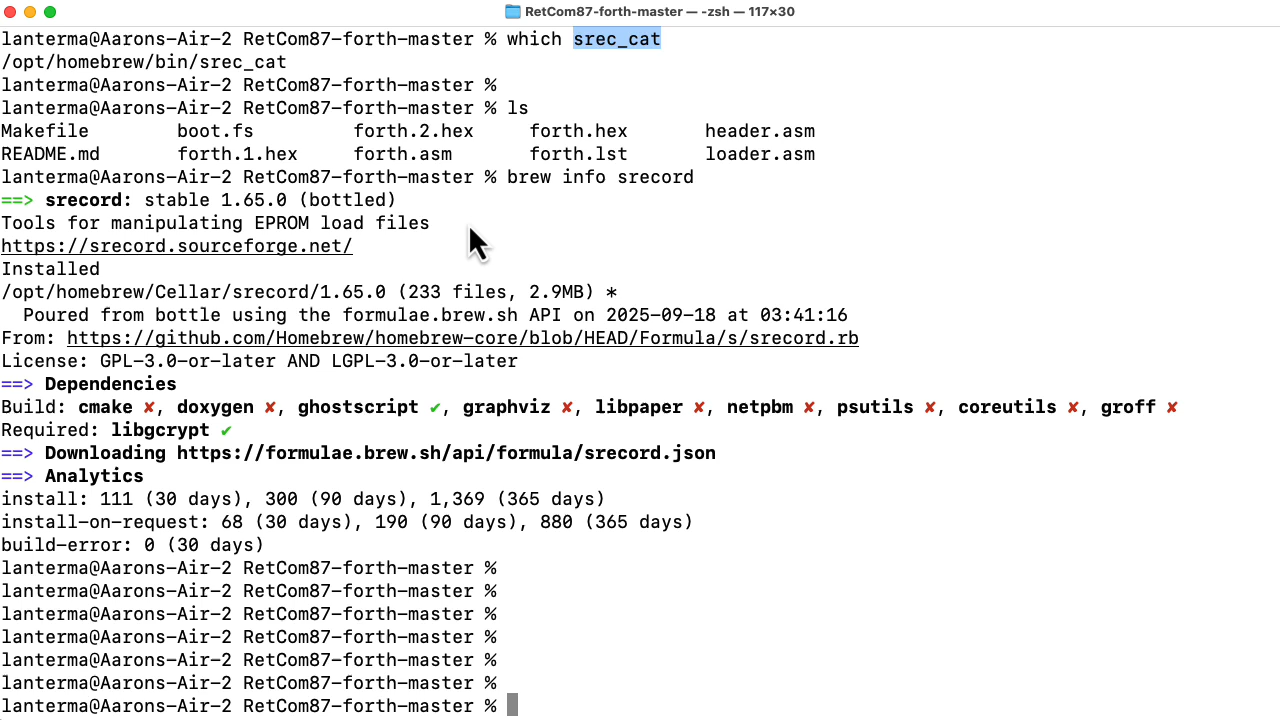 RetCom87-forth-master — -zsh — 117×30
lanterma@Aarons-Air-2 RetCom87-forth-master % which srec_cat
/opt/homebrew/bin/srec_cat
lanterma@Aarons-Air-2 RetCom87-forth-master %
lanterma@Aarons-Air-2 RetCom87-forth-master % ls
Makefile boot.fs forth.2.hex forth.hex header.asm
README.md forth.1.hex forth.asm forth.lst loader.asm
lanterma@Aarons-Air-2 RetCom87-forth-master % brew info srecord
==> srecord: stable 1.65.0 (bottled)
Tools for manipulating EPROM load files
https://srecord.sourceforge.net/
Installed
/opt/homebrew/Cellar/srecord/1.65.0 (233 files, 2.9MB) *
Poured from bottle using the formulae.brew.sh API on 2025-09-18 at 03:41:16
From: https://github.com/Homebrew/homebrew-core/blob/HEAD/Formula/s/srecord.rb
License: GPL-3.0-or-later AND LGPL-3.0-or-later
==> Dependencies
Build: cmake ✘, doxygen ✘, ghostscript ✔, graphviz ✘, libpaper ✘, netpbm ✘, psutils ✘, coreutils ✘, groff ✘
Required: libgcrypt ✔
==> Downloading https://formulae.brew.sh/api/formula/srecord.json
==> Analytics
install: 111 (30 days), 300 (90 days), 1,369 (365 days)
install-on-request: 68 (30 days), 190 (90 days), 880 (365 days)
build-error: 0 (30 days)
lanterma@Aarons-Air-2 RetCom87-forth-master %
lanterma@Aarons-Air-2 RetCom87-forth-master %
lanterma@Aarons-Air-2 RetCom87-forth-master %
lanterma@Aarons-Air-2 RetCom87-forth-master %
lanterma@Aarons-Air-2 RetCom87-forth-master %
lanterma@Aarons-Air-2 RetCom87-forth-master %
lanterma@Aarons-Air-2 RetCom87-forth-master %